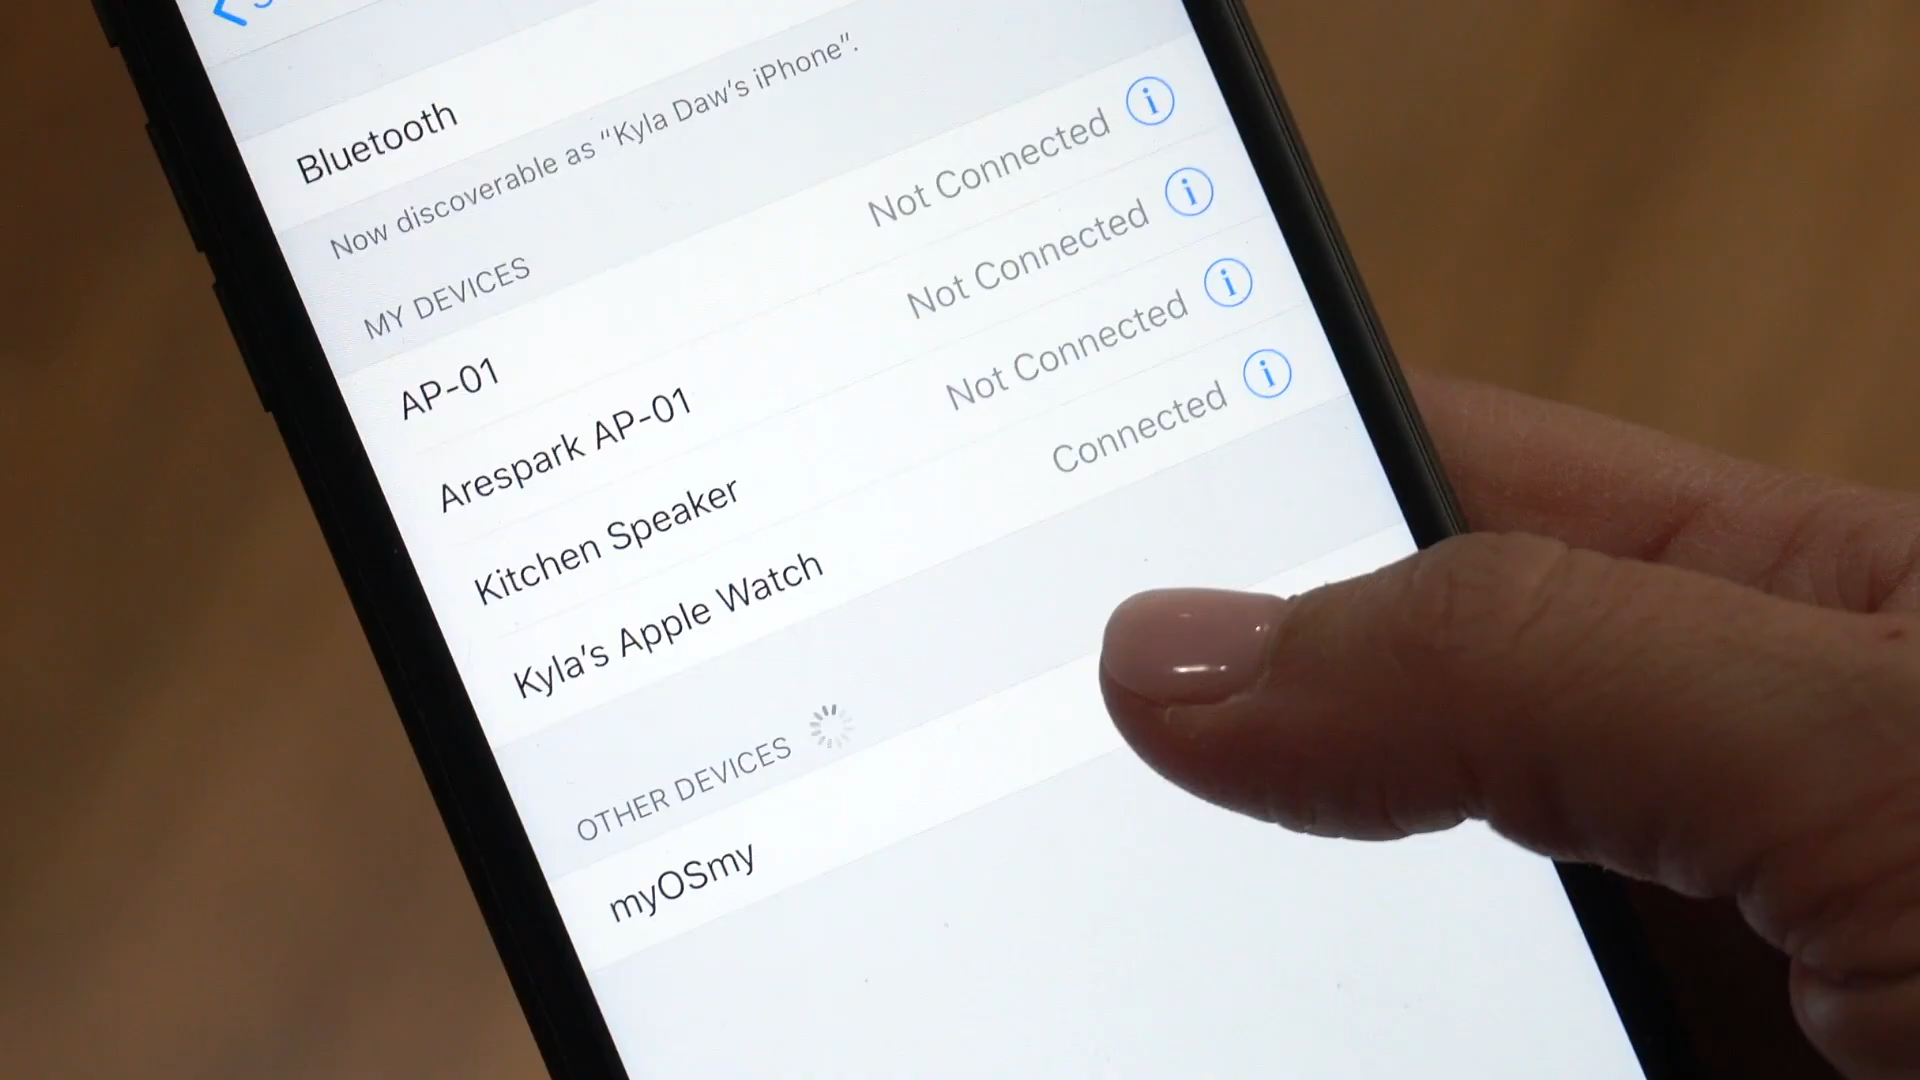 Bluetooth
Now discoverable as "Kyla Daw's iPhone".
MY DEVICES
AP-01 Not Connected
Arespark AP-01 Not Connected
Kitchen Speaker Not Connected
Kyla's Apple Watch Connected
OTHER DEVICES
myOSmy